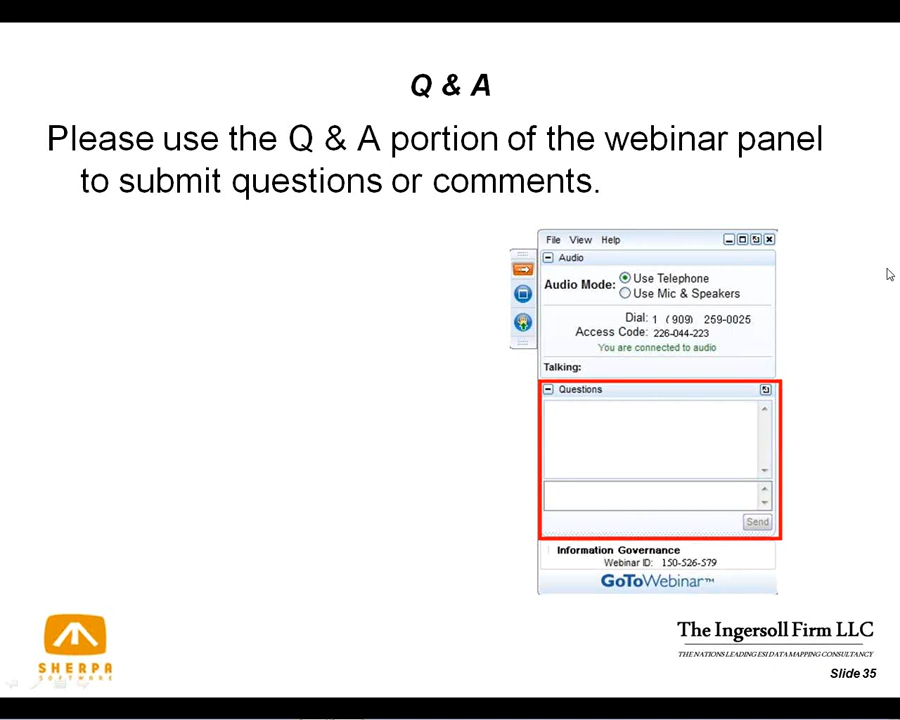 Q & A
Please use the Q & A portion of the webinar panel
to submit questions or comments.
File View Help
Audio
Audio Mode: Use Telephone
Use Mic & Speakers
Dial: 1 (909) 259-0025
Access Code: 226-044-223
You are connected to audio
Talking:
Questions
Send
Information Governance
Webinar ID: 150-526-579
GoToWebinar™
SHERPA
SOFTWARE
The Ingersoll Firm LLC
THE NATIONS LEADING ESI DATA MAPPING CONSULTANCY
Slide 35